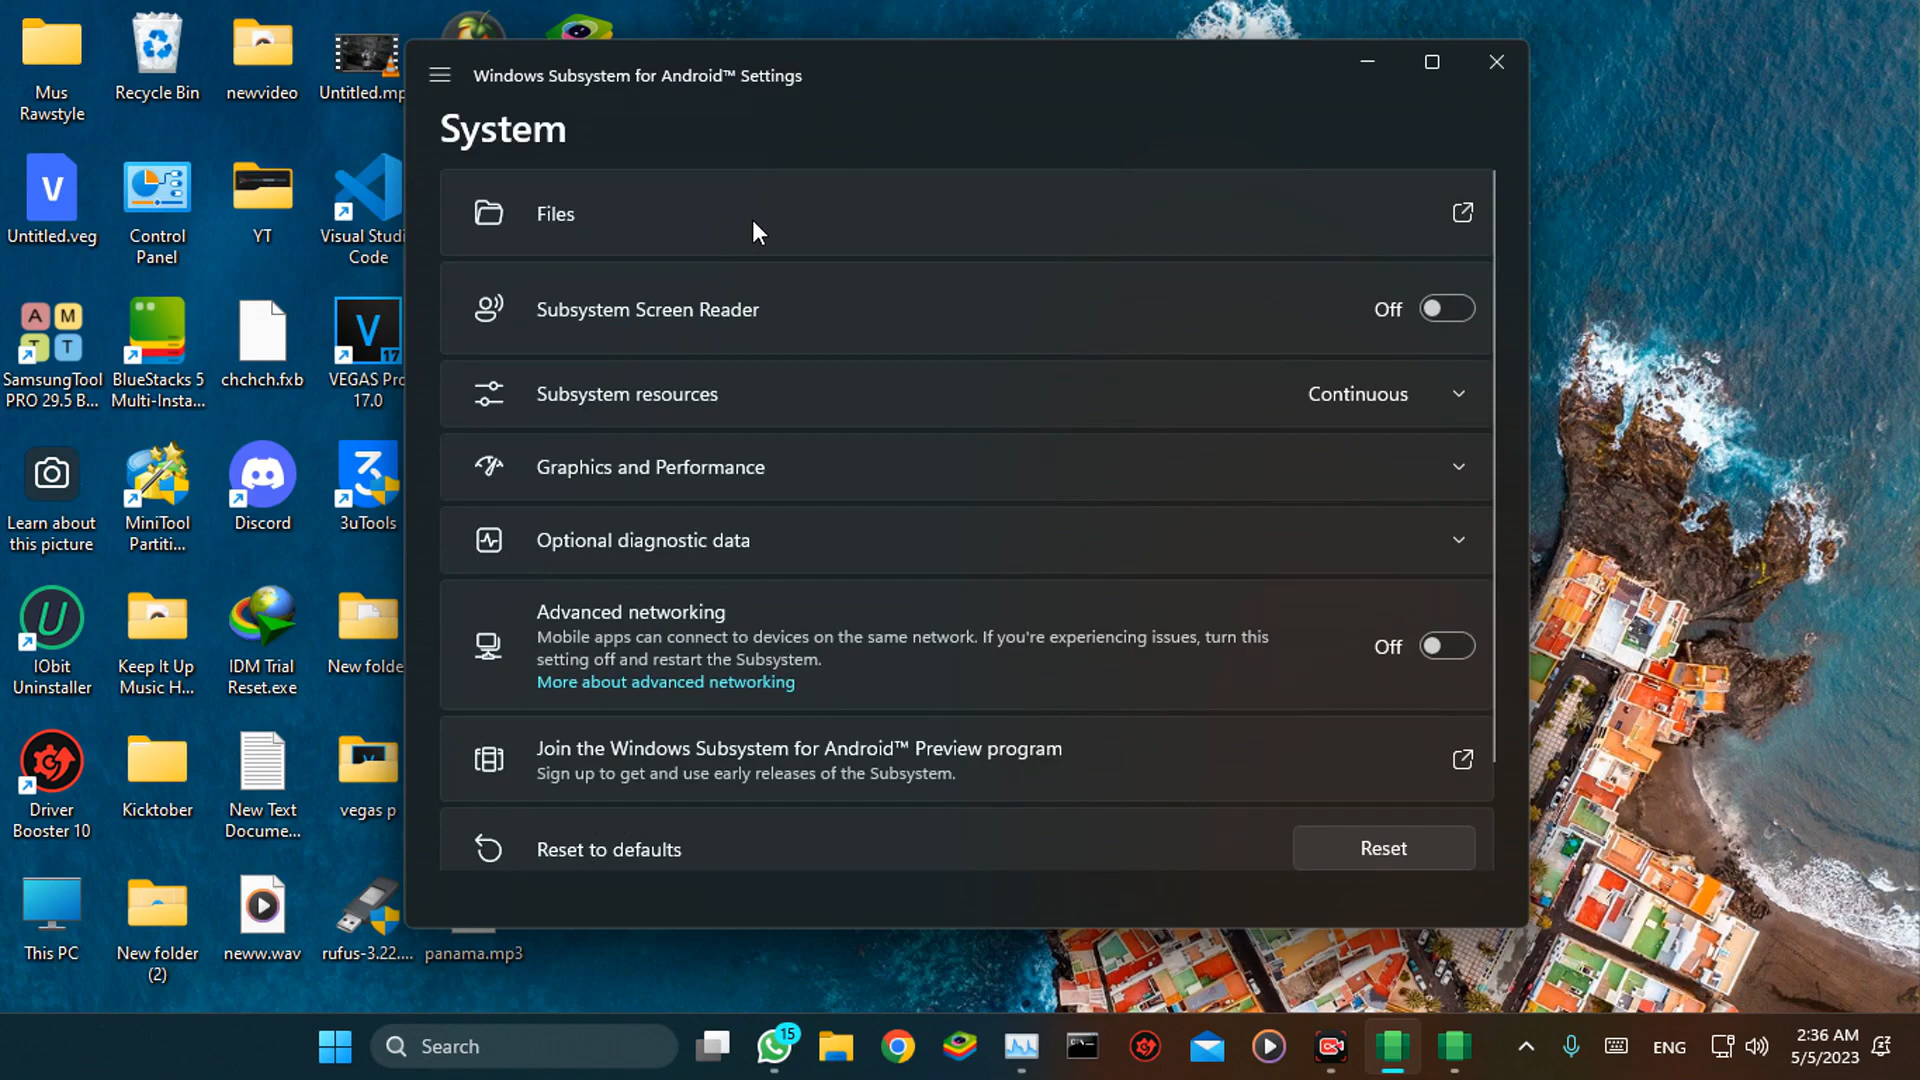 Mus
Rawstyle
Recycle Bin
newvideo
Untitled.mp
Untitled.veg
Control
Panel
YT
Visual Studi
Code
SamsungTool
PRO 29.5 B...
BlueStacks 5
Multi-Insta...
chchch.fxb
VEGAS Pro
17.0
Learn about
this picture
MiniTool
Partiti...
Discord
3uTools
IObit
Uninstaller
Keep It Up
Music H...
IDM Trial
Reset.exe
New folde
Driver
Booster 10
Kicktober
New Text
Docume...
vegas p
This PC
New folder
(2)
neww.wav
rufus-3.22....
panama.mp3
Windows Subsystem for Android™ Settings
System
Files
Subsystem Screen Reader
Off
Subsystem resources
Continuous
Graphics and Performance
Optional diagnostic data
Advanced networking
Mobile apps can connect to devices on the same network. If you're experiencing issues, turn this
setting off and restart the Subsystem.
More about advanced networking
Off
Join the Windows Subsystem for Android™ Preview program
Sign up to get and use early releases of the Subsystem.
Reset to defaults
Reset
Search
15
ENG
2:36 AM
5/5/2023